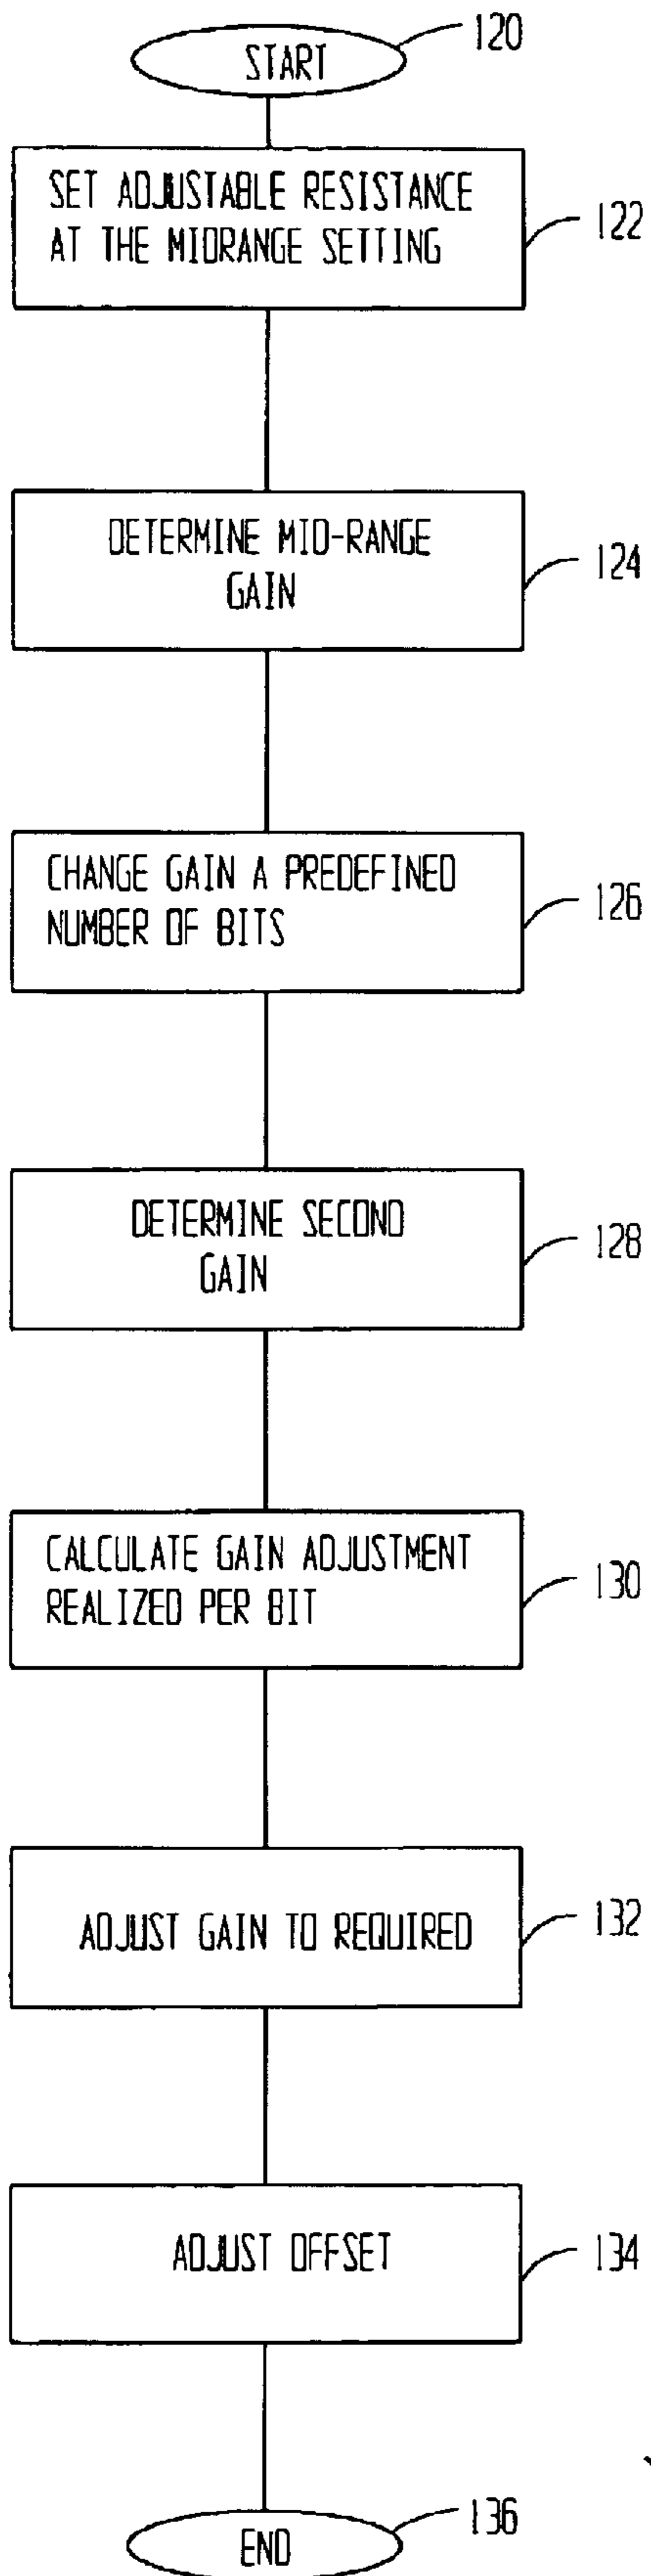 120
START
SET ADJUSTABLE RESISTANCE
AT THE MIDRANGE SETTING
122
DETERMINE MID-RANGE
GAIN
124
CHANGE GAIN A PREDEFINED
NUMBER OF BITS
126
DETERMINE SECOND
GAIN
128
CALCULATE GAIN ADJUSTMENT
REALIZED PER BIT
130
ADJUST GAIN TO REQUIRED
132
ADJUST OFFSET
134
END
136